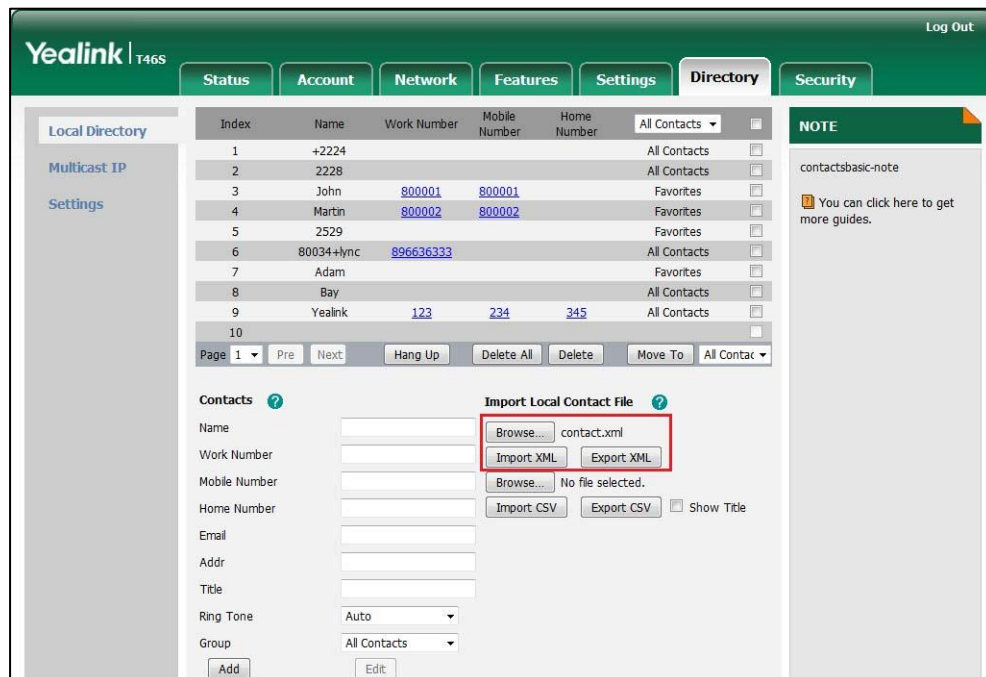 Log Out
Yealink T46S
Status Account Network Features Settings Directory Security
Local Directory
Multicast IP
Settings
Index Name Work Number Mobile Number Home Number All Contacts
1 +2224 All Contacts
2 2228 All Contacts
3 John 800001 800001 Favorites
4 Martin 800002 800002 Favorites
5 2529 Favorites
6 80034+lync 896636333 All Contacts
7 Adam Favorites
8 Bay All Contacts
9 Yealink 123 234 345 All Contacts
10
Page 1 Pre Next Hang Up Delete All Delete Move To All Contac
Contacts ?
Name
Work Number
Mobile Number
Home Number
Email
Addr
Title
Ring Tone Auto
Group All Contacts
Add Edit
Import Local Contact File ?
Browse... contact.xml
Import XML Export XML
Browse... No file selected.
Import CSV Export CSV Show Title
NOTE
contactsbasic-note
? You can click here to get
more guides.